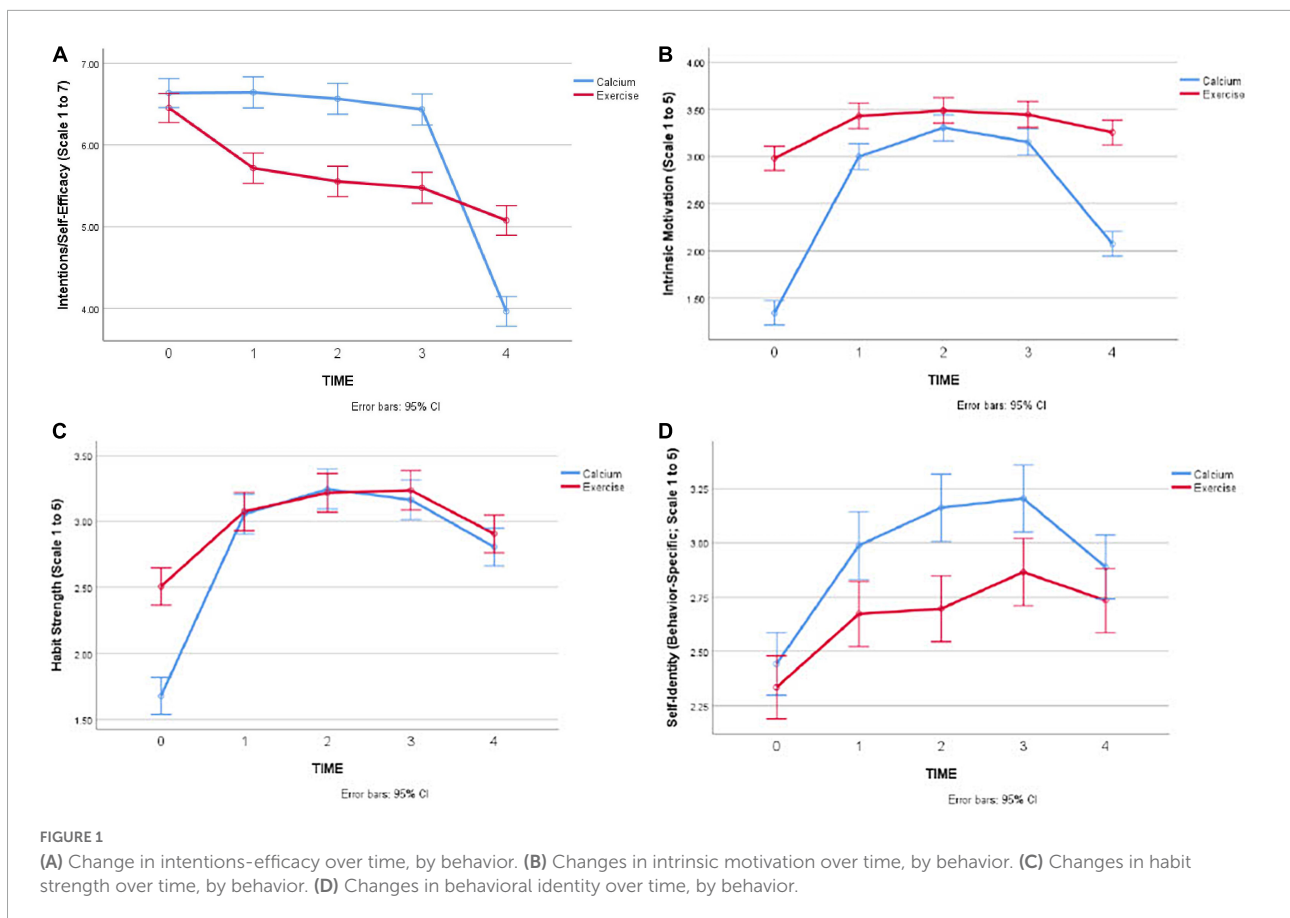 A
Intentions/Self-Efficacy (Scale 1 to 7)
7.00
6.00
5.00
4.00
0 1 2 3 4
TIME
Error bars: 95% CI
Calcium
Exercise
B
Intrinsic Motivation (Scale 1 to 5)
4.00
3.50
3.00
2.50
2.00
1.50
0 1 2 3 4
TIME
Error bars: 95% CI
Calcium
Exercise
C
Habit Strength (Scale 1 to 5)
3.50
3.00
2.50
2.00
1.50
0 1 2 3 4
TIME
Error bars: 95% CI
Calcium
Exercise
D
Self-Identity (Behavior-Specific; Scale 1 to 5)
3.25
3.00
2.75
2.50
2.25
0 1 2 3 4
TIME
Error bars: 95% CI
Calcium
Exercise
FIGURE 1
(A) Change in intentions-efficacy over time, by behavior. (B) Changes in intrinsic motivation over time, by behavior. (C) Changes in habit
strength over time, by behavior. (D) Changes in behavioral identity over time, by behavior.